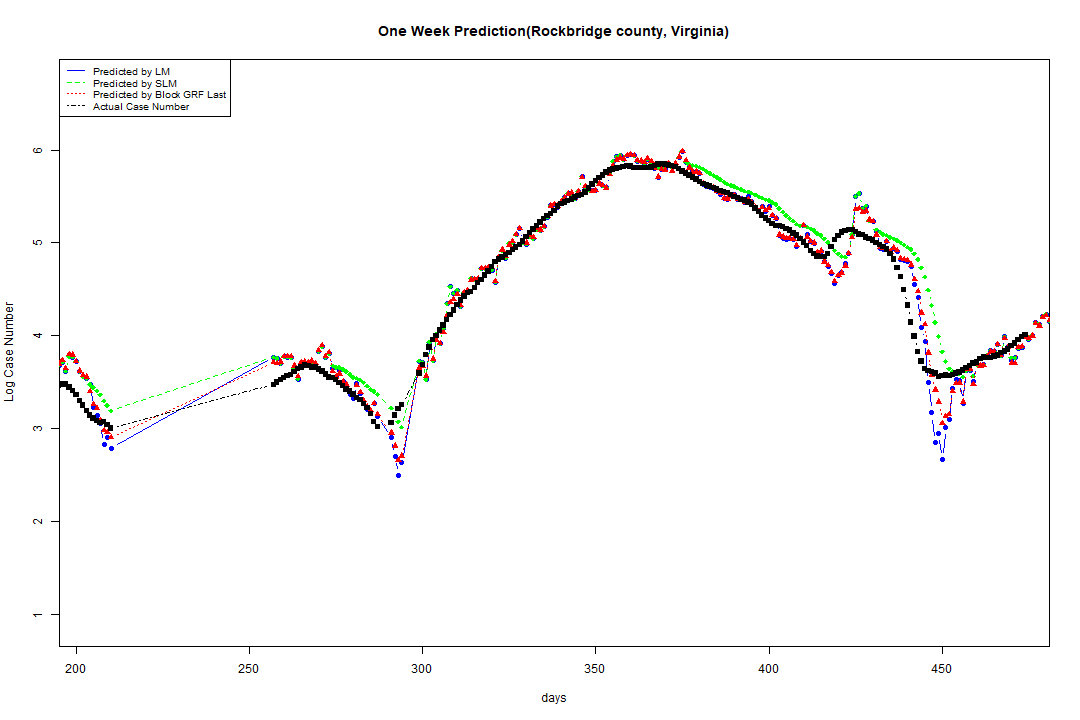 One Week Prediction(Rockbridge county, Virginia)
Predicted by LM
Predicted by SLM
Predicted by Block GRF Last
Actual Case Number
Log Case Number
6
5
4
3
2
1
200 250 300 350 400 450
days